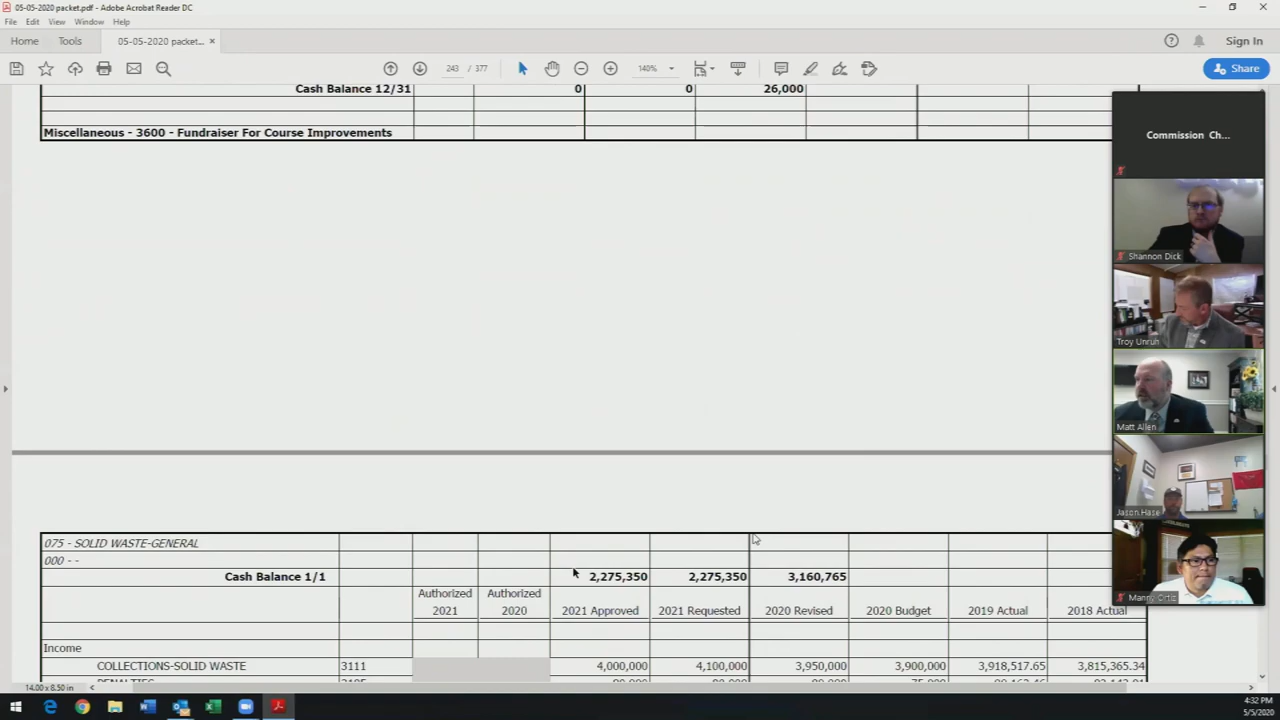 05-05-2020 packet.pdf - Adobe Acrobat Reader DC
File Edit View Window Help
Home Tools 05-05-2020 packet... × Sign In
243 / 377 140% Share
Cash Balance 12/31 0 0 26,000
Miscellaneous - 3600 - Fundraiser For Course Improvements
Commission Ch...
Shannon Dick
Troy Unruh
Matt Allen
Jason Hase
Manny Ortiz
075 - SOLID WASTE-GENERAL
000 - -
Cash Balance 1/1 2,275,350 2,275,350 3,160,765
Authorized 2021 Authorized 2020 2021 Approved 2021 Requested 2020 Revised 2020 Budget 2019 Actual 2018 Actual
Income
COLLECTIONS-SOLID WASTE 3111 4,000,000 4,100,000 3,950,000 3,900,000 3,918,517.65 3,815,365.34
14.00 x 8.50 in
4:32 PM
5/5/2020